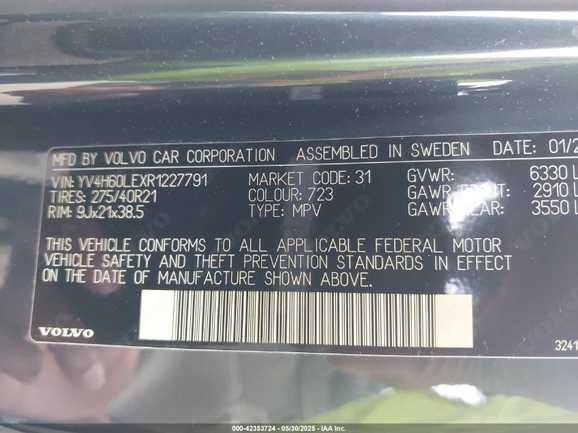 MFD BY VOLVO CAR CORPORATION ASSEMBLED IN SWEDEN DATE: 01/2
VIN: YV4H60LEXR1227791 MARKET CODE: 31 GVWR: 6330 L
TIRES: 275/40R21 COLOUR: 723 GAWR FRONT: 2910 L
RIM: 9Jx21x38.5 TYPE: MPV GAWR REAR: 3550 L
THIS VEHICLE CONFORMS TO ALL APPLICABLE FEDERAL MOTOR
VEHICLE SAFETY AND THEFT PREVENTION STANDARDS IN EFFECT
ON THE DATE OF MANUFACTURE SHOWN ABOVE.
VOLVO
3241
000-42353724 - 05/30/2025 - IAA Inc.